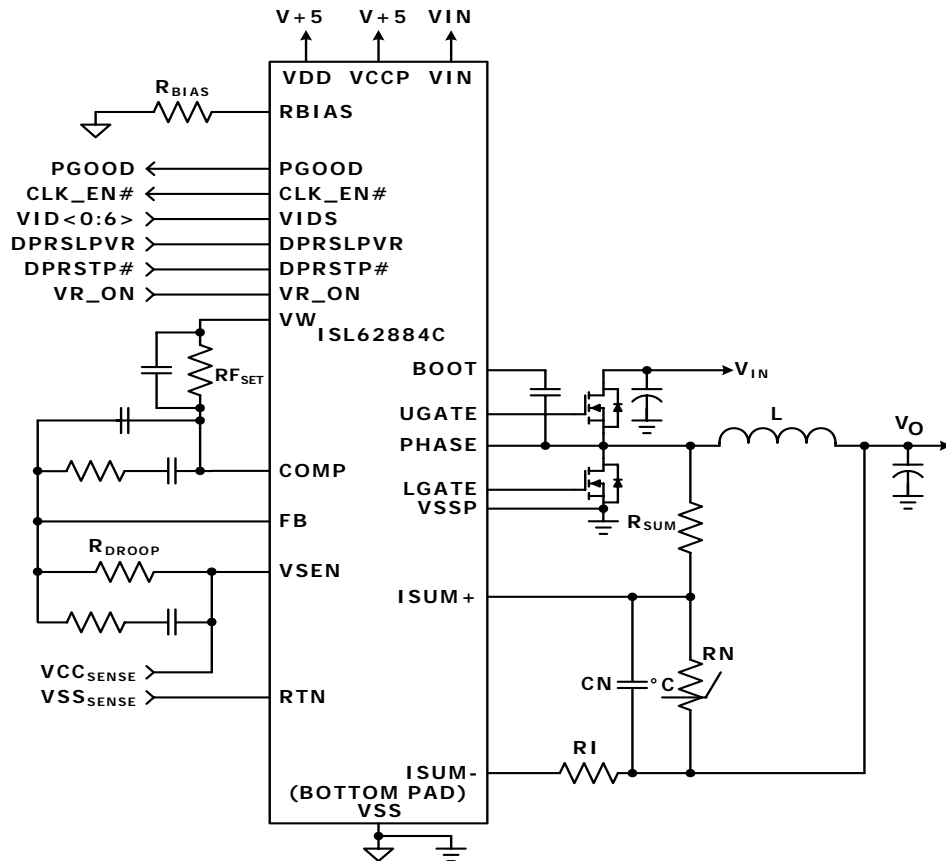 V+5 V+5 VIN
VDD VCCP VIN
RBIAS
RBIAS
PGOOD PGOOD
CLK_EN# CLK_EN#
VID<0:6> VIDS
DPRSLPVR DPRSLPVR
DPRSTP# DPRSTP#
VR_ON VR_ON
VW
ISL62884C
RFSET
BOOT
VIN
UGATE
L
VO
PHASE
COMP
LGATE
VSSP
RSUM
FB
RDROOP
VSEN
ISUM+
RN
VCCSENSE
CN
°C
VSSSENSE
RTN
RI
ISUM-
(BOTTOM PAD)
VSS